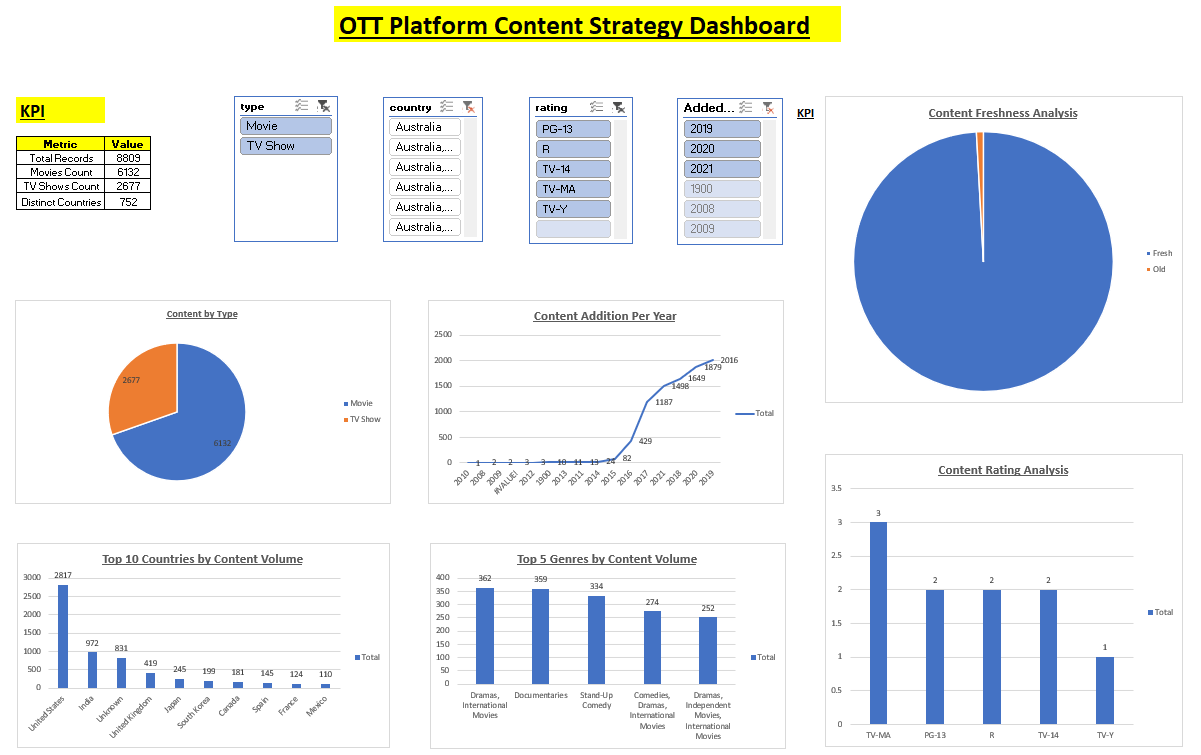 OTT Platform Content Strategy Dashboard
KPI
Metric Value
Total Records 8809
Movies Count 6132
TV Shows Count 2677
Distinct Countries 752
type
Movie
TV Show
country
Australia
Australia,...
Australia,...
Australia,...
Australia,...
Australia,...
rating
PG-13
R
TV-14
TV-MA
TV-Y
Added...
2019
2020
2021
1900
2008
2009
KPI
Content Freshness Analysis
Fresh
Old
Content by Type
2677
6132
Movie
TV Show
Content Addition Per Year
2500
2000
1500
1000
500
0
1 2 2 3 3 10 11 13 24 82 429 1187 1498 1649 1879 2016
2010 2008 2009 #VALUE! 2012 1900 2013 2011 2014 2015 2016 2017 2021 2018 2020 2019
Total
Content Rating Analysis
3.5
3
2.5
2
1.5
1
0.5
0
3 2 2 2 1
TV-MA PG-13 R TV-14 TV-Y
Total
Top 10 Countries by Content Volume
3000
2500
2000
1500
1000
500
0
2817 972 831 419 245 199 181 145 124 110
United States India Unknown United Kingdom Japan South Korea Canada Spain France Mexico
Total
Top 5 Genres by Content Volume
400
350
300
250
200
150
100
50
0
362 359 334 274 252
Dramas,
International
Movies
Documentaries
Stand-Up
Comedy
Comedies,
Dramas,
International
Movies
Dramas,
Independent
Movies,
International
Movies
Total